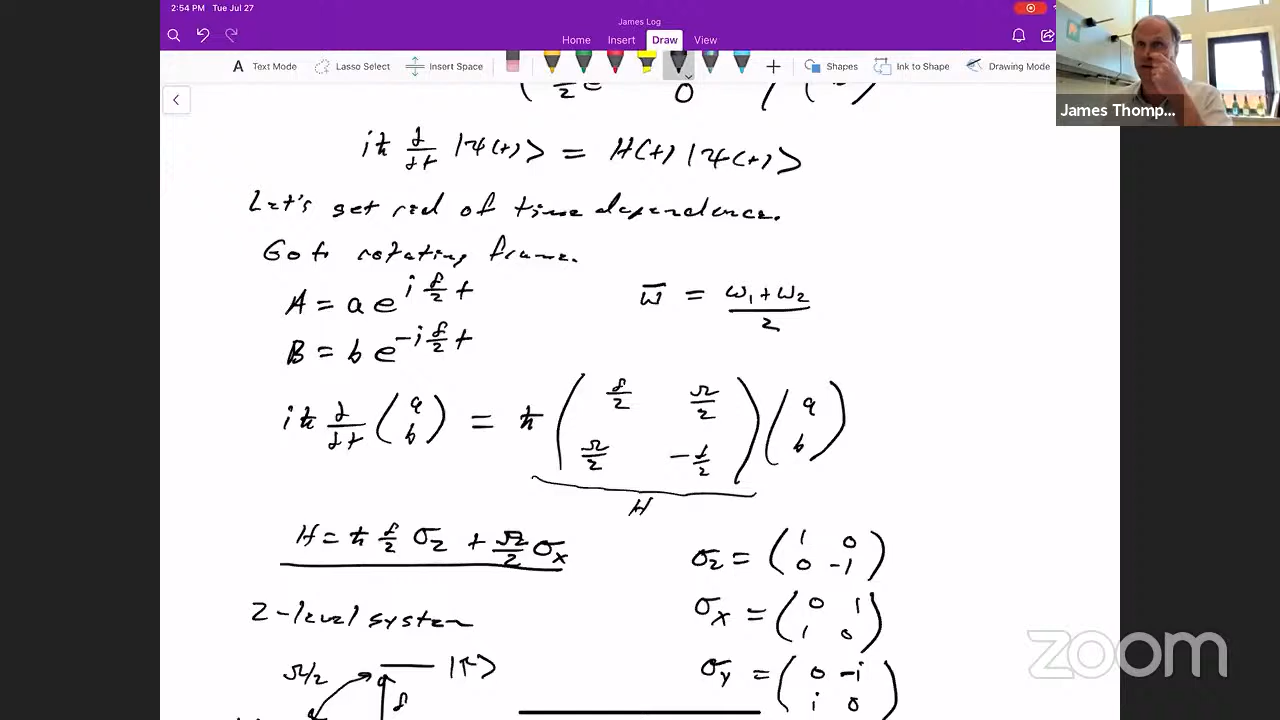 2:54 PM Tue Jul 27
James Log
Home Insert Draw View
A Text Mode Lasso Select Insert Space + Shapes Ink to Shape Drawing Mode
James Thomp...
0
iħ d/dt |Ψ(t)> = H(t) |Ψ(t)>
Let's get rid of time dependence.
Go to rotating frame.
A = a e^{i δ/2 t}
ω̄ = (ω₁ + ω₂)/2
B = b e^{-i δ/2 t}
iħ d/dt (a b) = ħ (δ/2 Ω/2 Ω/2 -δ/2) (a b)
H
H = ħ δ/2 σz + Ω/2 σx
σz = (1 0 0 -1)
2-level system
σx = (0 1 1 0)
Ω/2 |↑>
σy = (0 -i i 0)
δ
zoom